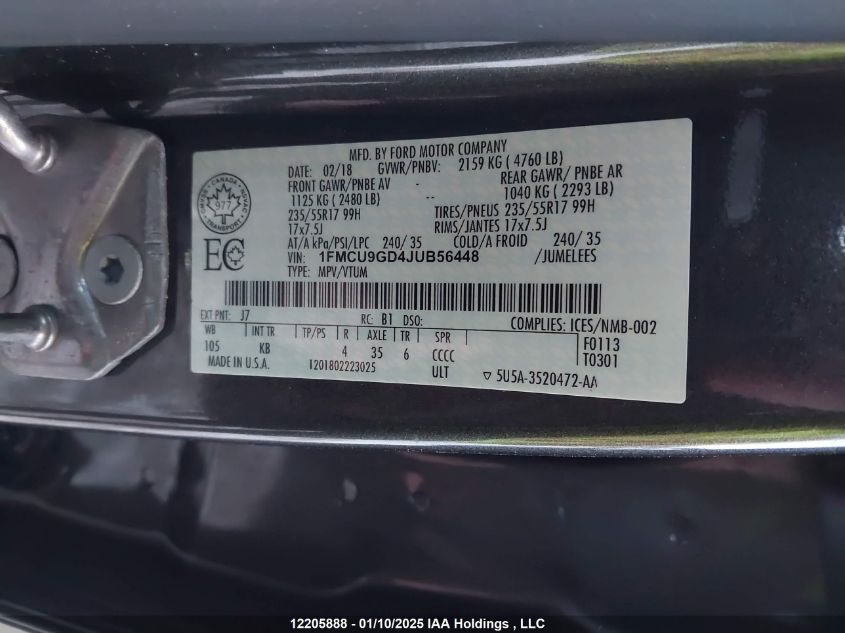 MFD. BY FORD MOTOR COMPANY
02/18 GVWR/PNBV: 2159 KG ( 4760 LB)
DATE:
FRONT GAWR/PNBE AV REAR GAWR/ PNBE AR
1125 KG ( 2480 LB) -- 1040 KG ( 2293 LB)
235/55R17 99H TIRES/PNEUS 235/55R17 99H
17x7.5J RIMS/JANTES 17x7.5J
AT/A kPa/PSI/LPC 240/ 35 COLD/A FROID 240/ 35
VIN: 1FMCU9GD4JUB56448 /JUMELEES
TYPE: MPV/VTUM
CANADA
977
TRANSPORT
EC
EXT PNT: J7 RC: B1 DSO: COMPLIES: ICES/NMB-002
WB INT TR TP/PS R AXLE TR SPR F0113
105 KB 4 35 6 CCCC T0301
MADE IN U.S.A. 1201802223025 ULT ▽ 5U5A-3520472-AA
12205888 - 01/10/2025 IAA Holdings , LLC